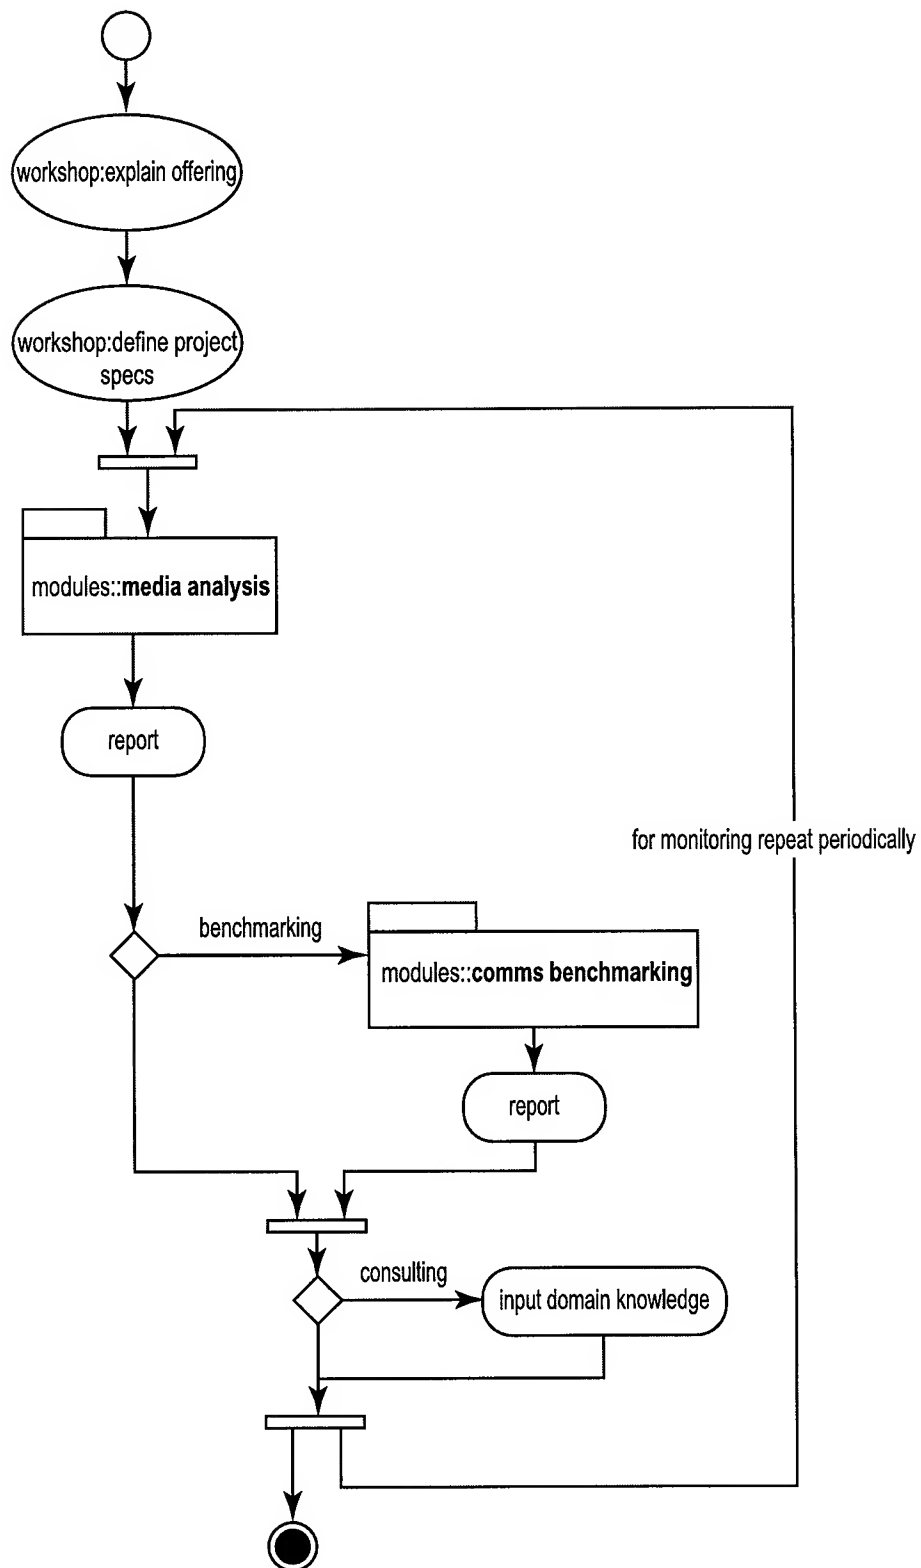 workshop:explain offering
workshop:define project
specs
modules::media analysis
report
for monitoring repeat periodically
benchmarking
modules::comms benchmarking
report
consulting
input domain knowledge